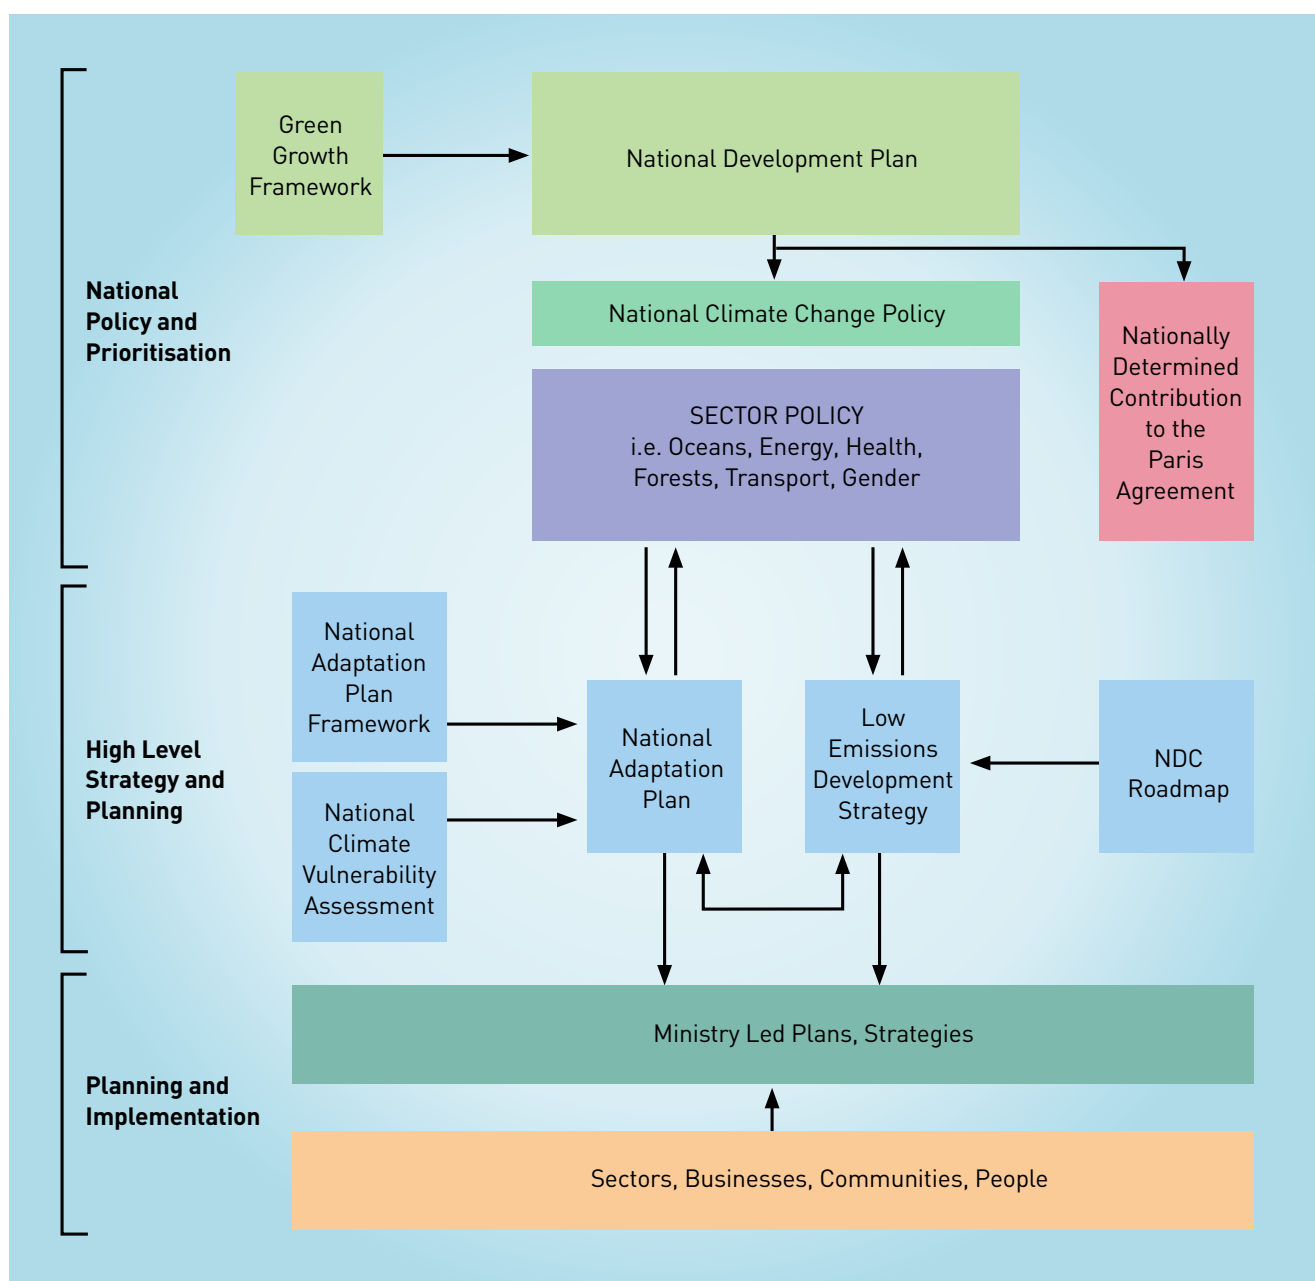 Green
Growth
Framework
National Development Plan
National
Policy and
Prioritisation
National Climate Change Policy
SECTOR POLICY
i.e. Oceans, Energy, Health,
Forests, Transport, Gender
Nationally
Determined
Contribution
to the
Paris
Agreement
High Level
Strategy and
Planning
National
Adaptation
Plan
Framework
National
Climate
Vulnerability
Assessment
National
Adaptation
Plan
Low
Emissions
Development
Strategy
NDC
Roadmap
Planning and
Implementation
Ministry Led Plans, Strategies
Sectors, Businesses, Communities, People